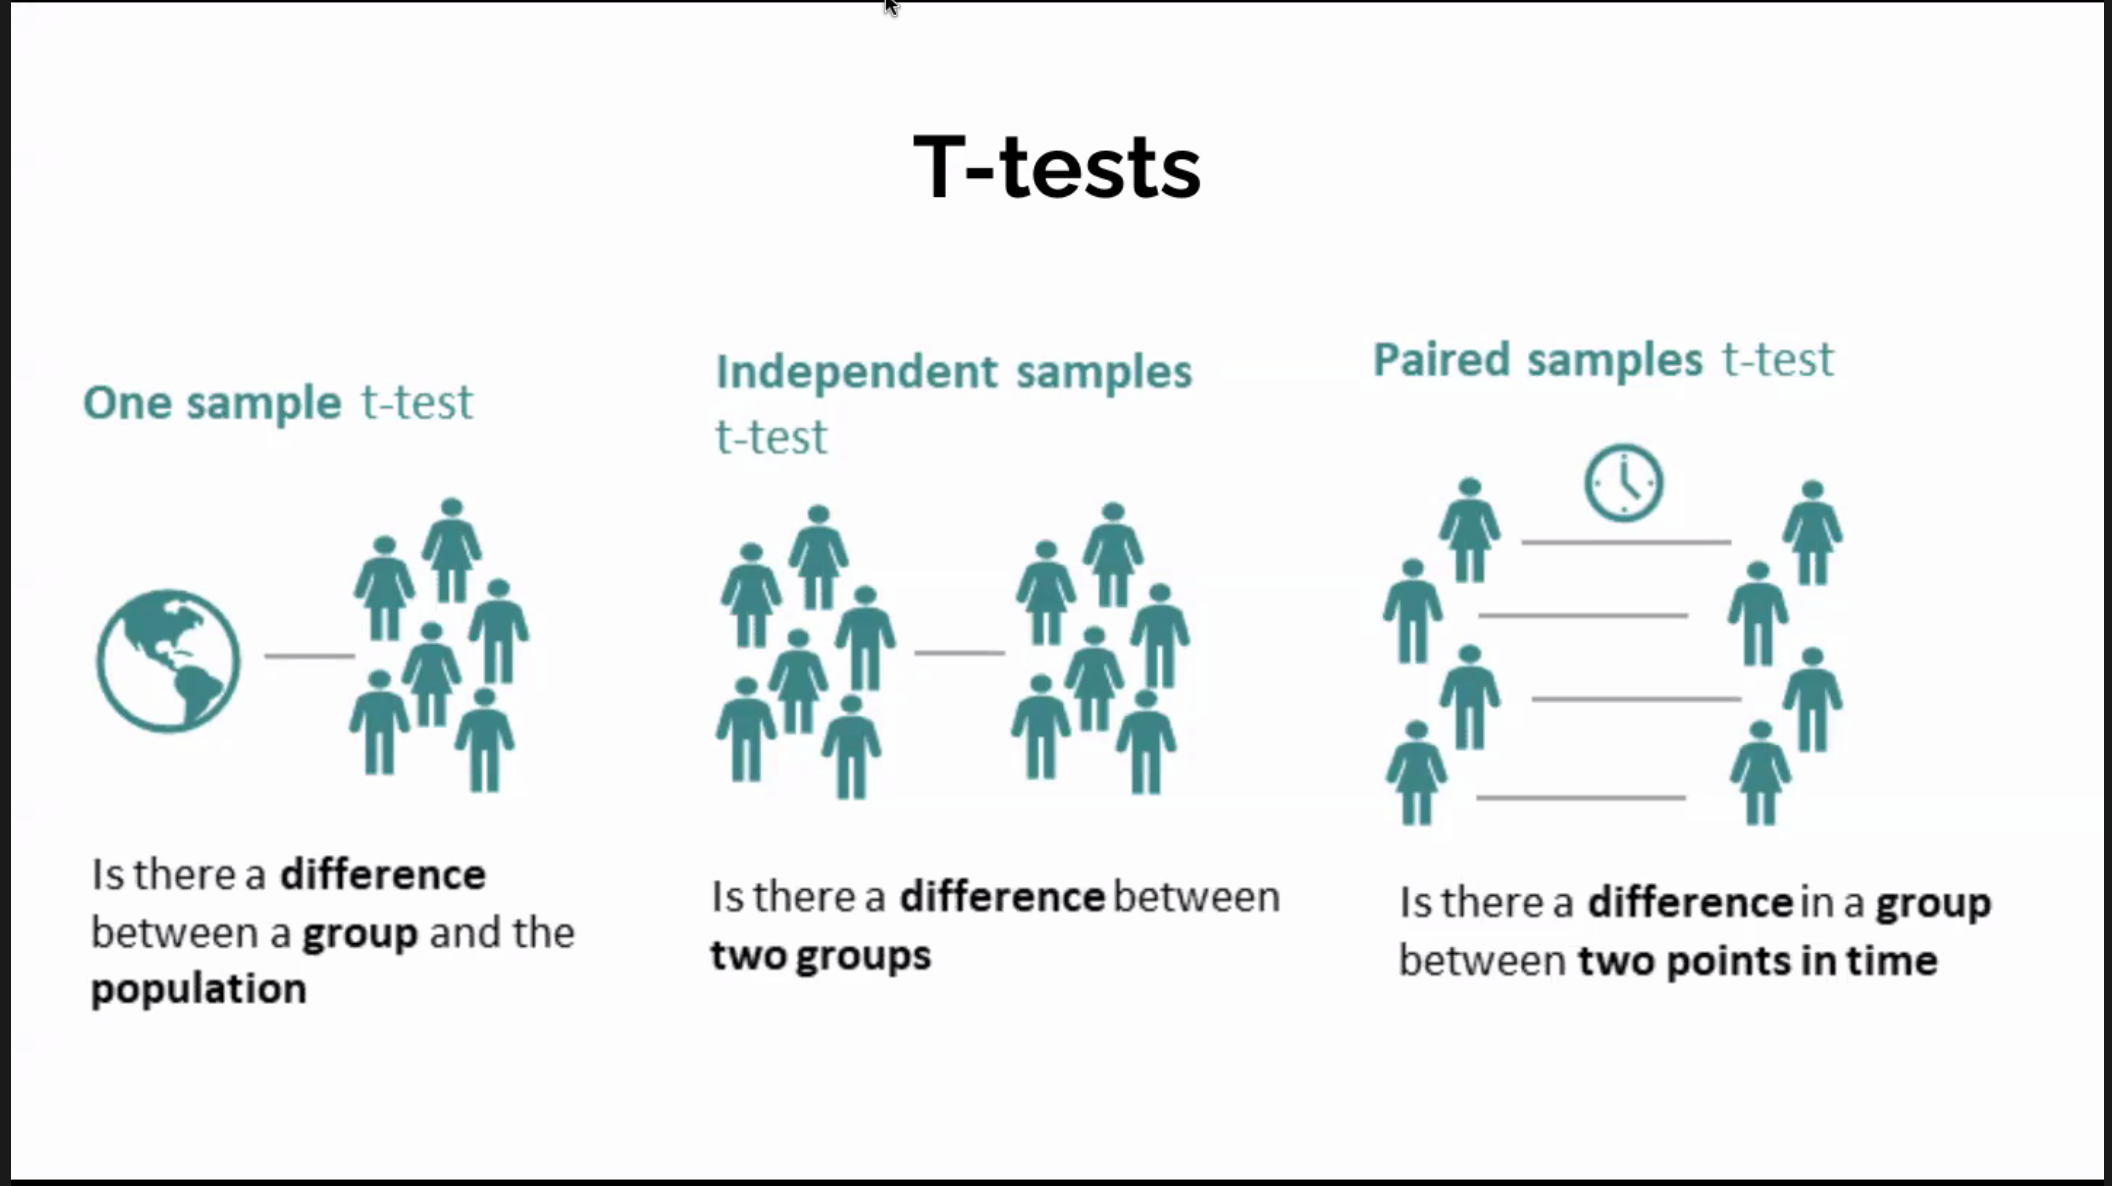 T-tests
One sample t-test
Is there a difference
between a group and the
population
Independent samples
t-test
Is there a difference between
two groups
Paired samples t-test
Is there a difference in a group
between two points in time